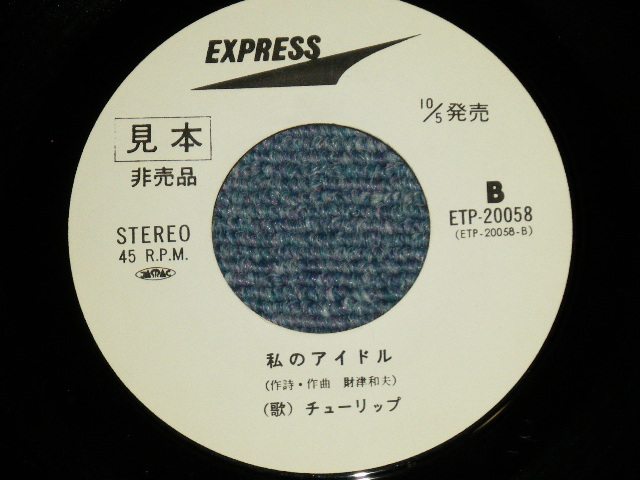 EXPRESS
10/5 発売
見本
非売品
B
ETP-20058
(ETP-20058-B)
STEREO
45 R.P.M.
JASRAC
私のアイドル
(作詩・作曲 財津和夫)
(歌) チューリップ